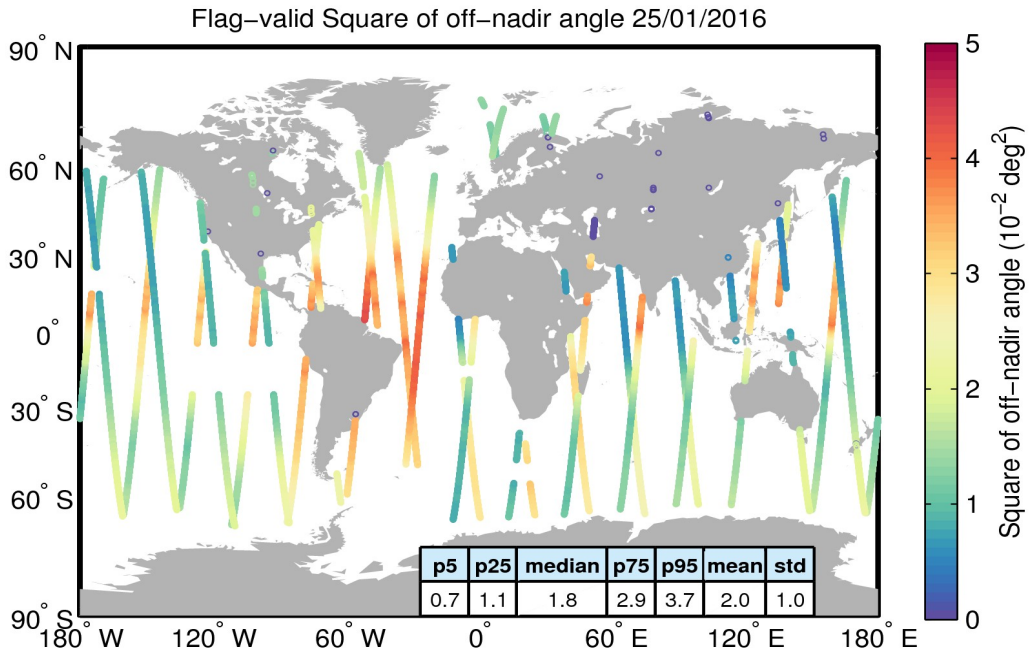 Flag−valid Square of off−nadir angle 25/01/2016
90° N
60° N
30° N
0°
30° S
60° S
90° S
180° W
120° W
60° W
0°
60° E
120° E
180° E
p5 p25 median p75 p95 mean std
0.7 1.1 1.8 2.9 3.7 2.0 1.0
5
4
3
2
1
0
Square of off−nadir angle (10⁻² deg²)